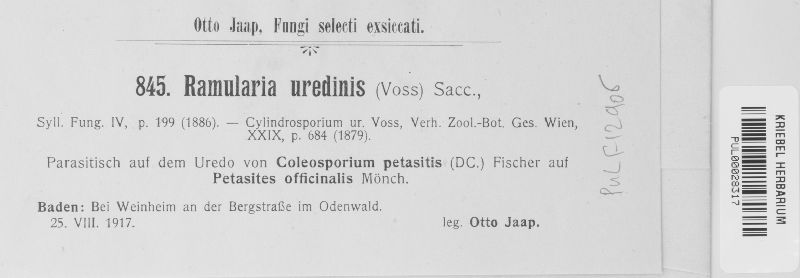 Otto Jaap, Fungi selecti exsiccati.
845. Ramularia uredinis (Voss) Sacc.,
Syll. Fung. IV, p. 199 (1886). — Cylindrosporium ur. Voss, Verh. Zool.-Bot. Ges. Wien,
XXIX, p. 684 (1879).
Parasitisch auf dem Uredo von Coleosporium petasitis (DC.) Fischer auf
Petasites officinalis Mönch.
Baden: Bei Weinheim an der Bergstraße im Odenwald.
25. VIII. 1917. leg. Otto Jaap.
PUL F12906
KRIEBEL HERBARIUM
PUL00028317